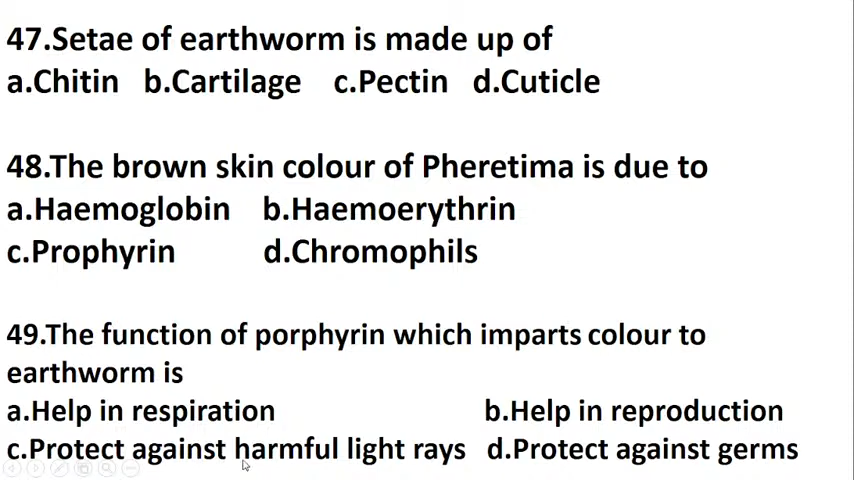 47.Setae of earthworm is made up of
a.Chitin b.Cartilage c.Pectin d.Cuticle
48.The brown skin colour of Pheretima is due to
a.Haemoglobin b.Haemoerythrin
c.Prophyrin d.Chromophils
49.The function of porphyrin which imparts colour to
earthworm is
a.Help in respiration b.Help in reproduction
c.Protect against harmful light rays d.Protect against germs